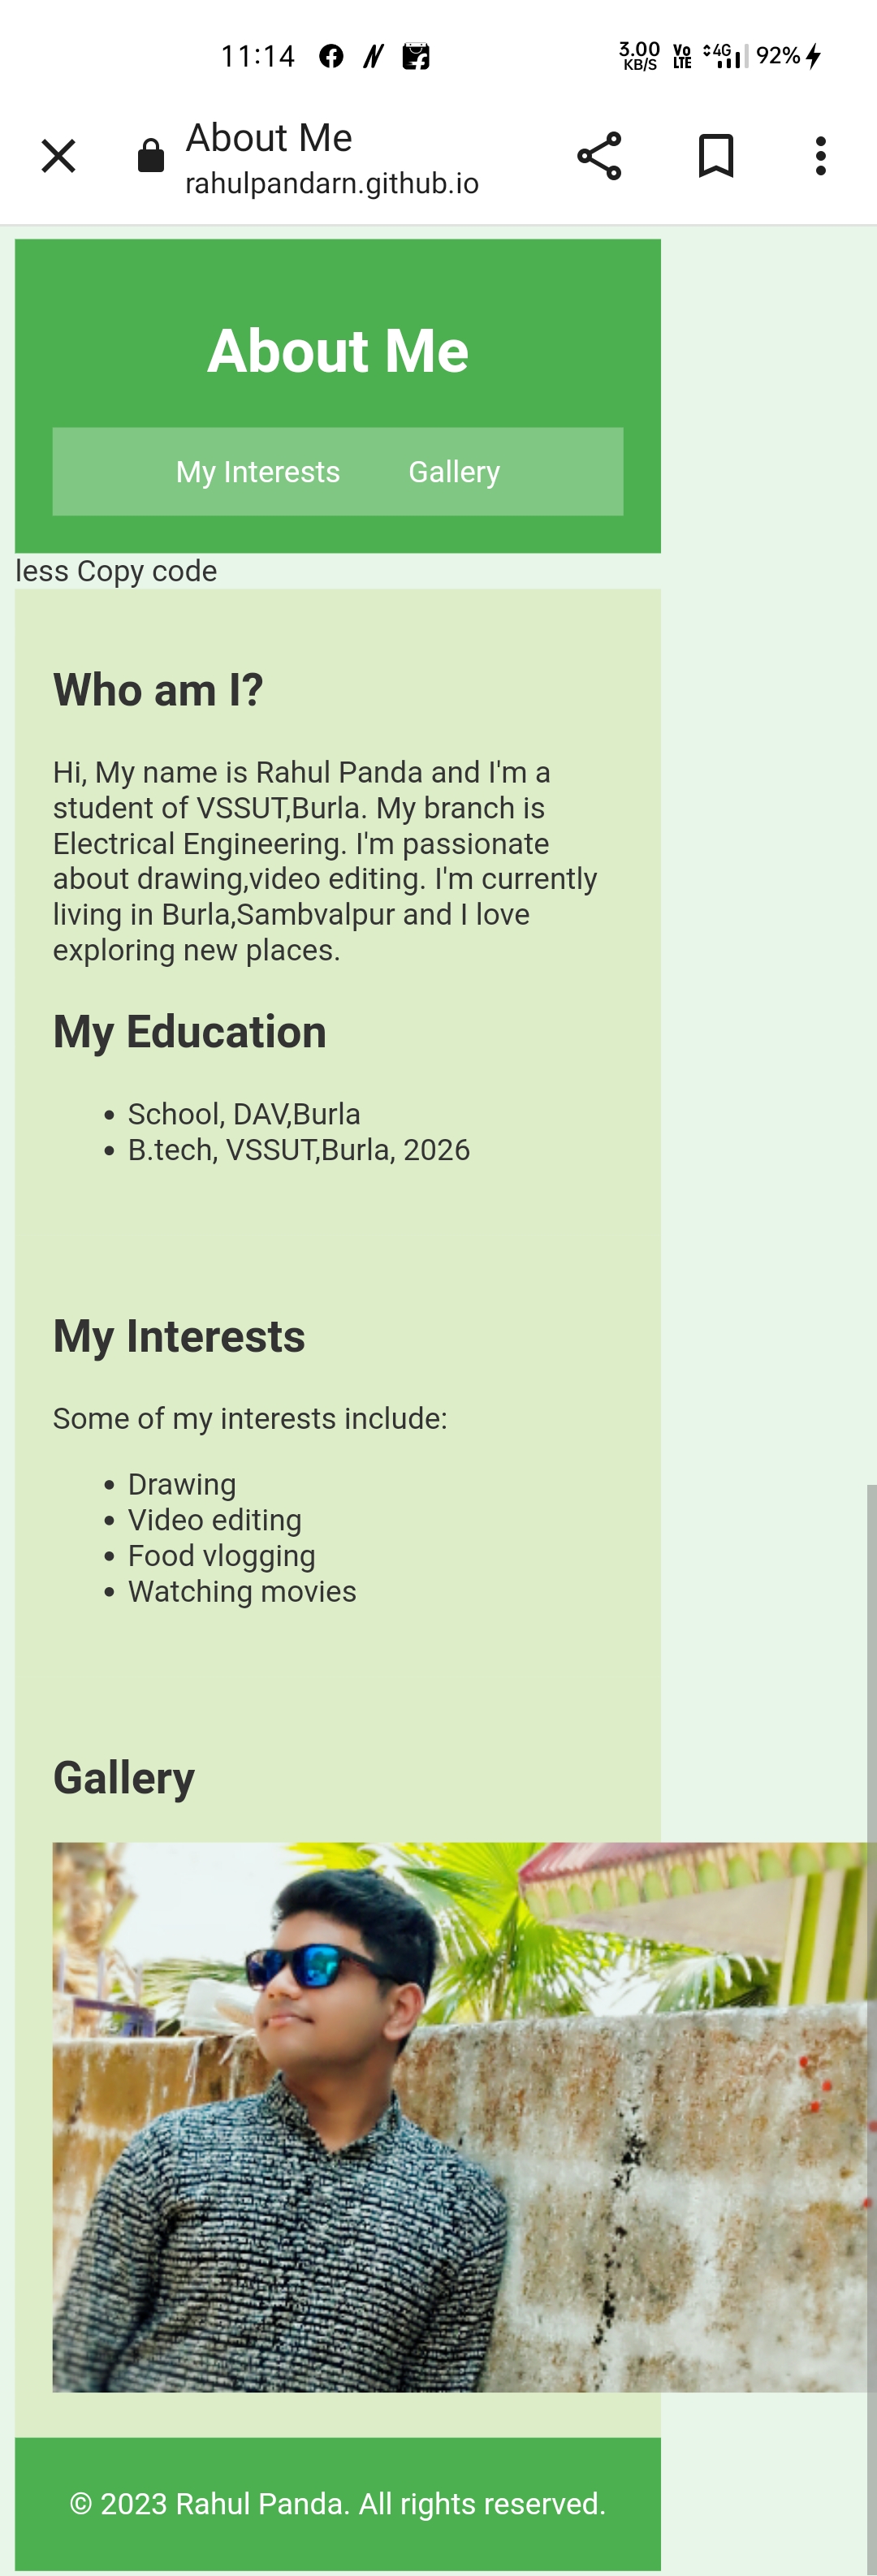 11:14 3.00 KB/S Vo LTE 4G 92%
About Me
rahulpandarn.github.io
About Me
My Interests Gallery
less Copy code
Who am I?
Hi, My name is Rahul Panda and I'm a
student of VSSUT,Burla. My branch is
Electrical Engineering. I'm passionate
about drawing,video editing. I'm currently
living in Burla,Sambvalpur and I love
exploring new places.
My Education
• School, DAV,Burla
• B.tech, VSSUT,Burla, 2026
My Interests
Some of my interests include:
• Drawing
• Video editing
• Food vlogging
• Watching movies
Gallery
© 2023 Rahul Panda. All rights reserved.